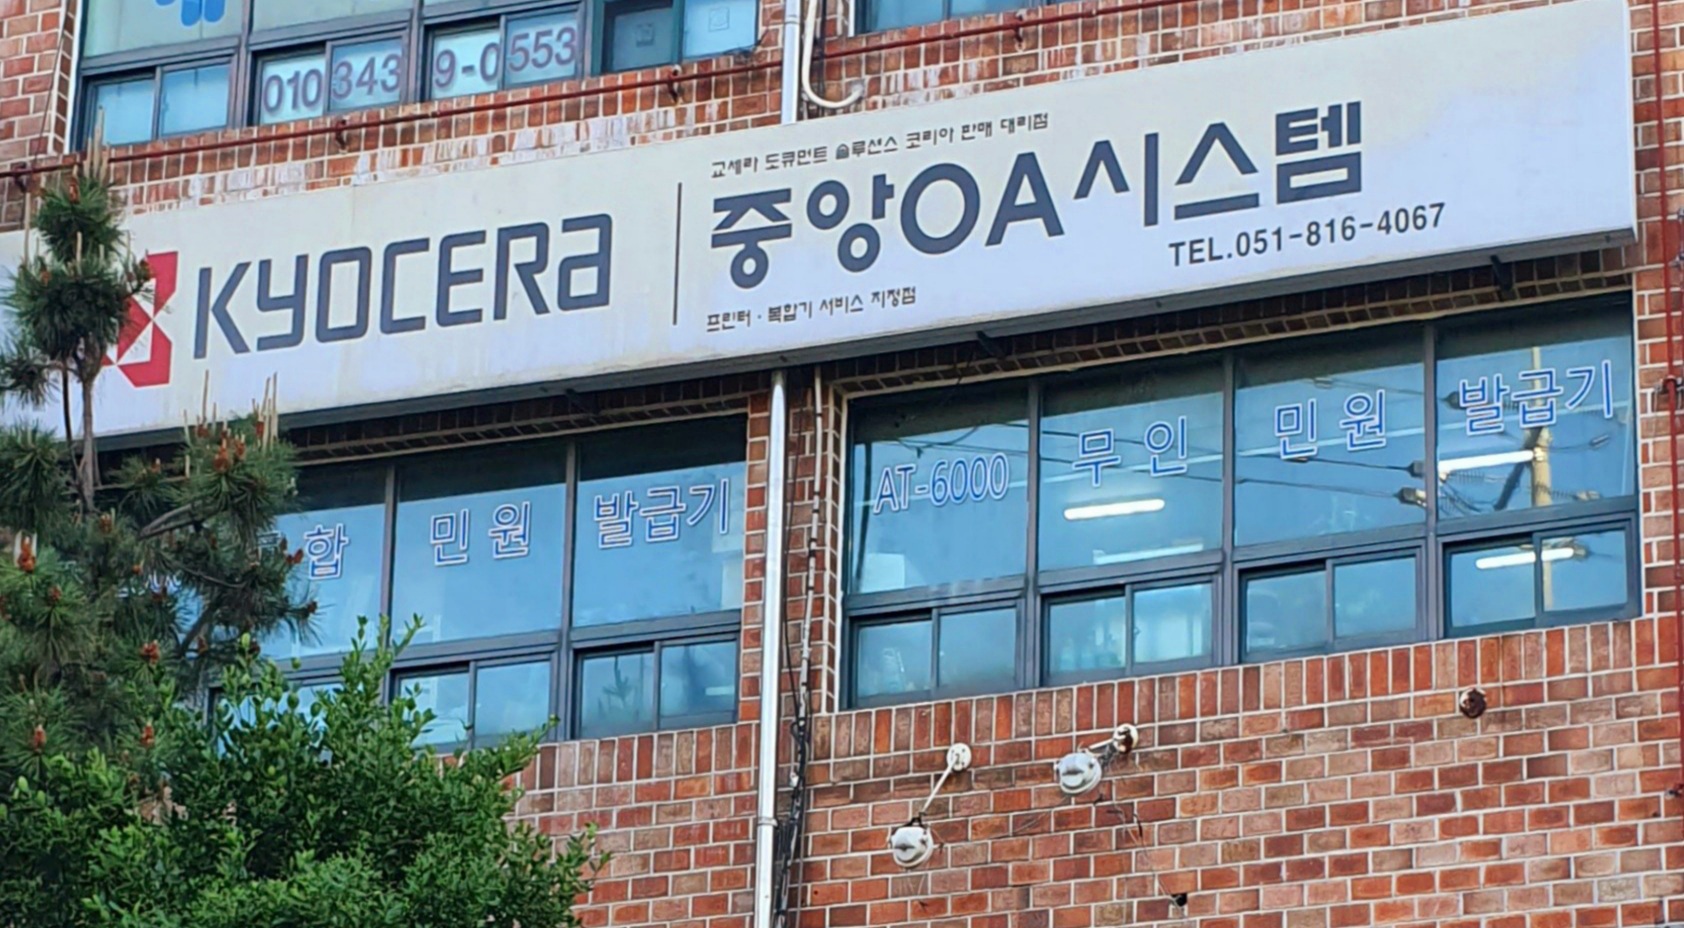 010 343 9-0553
교세라 도큐먼트 솔루션스 코리아 판매 대리점
KYOCERA
중앙OA시스템
TEL.051-816-4067
프린터·복합기 서비스 지정점
합 민원 발급기
AT-6000 무인 민원 발급기